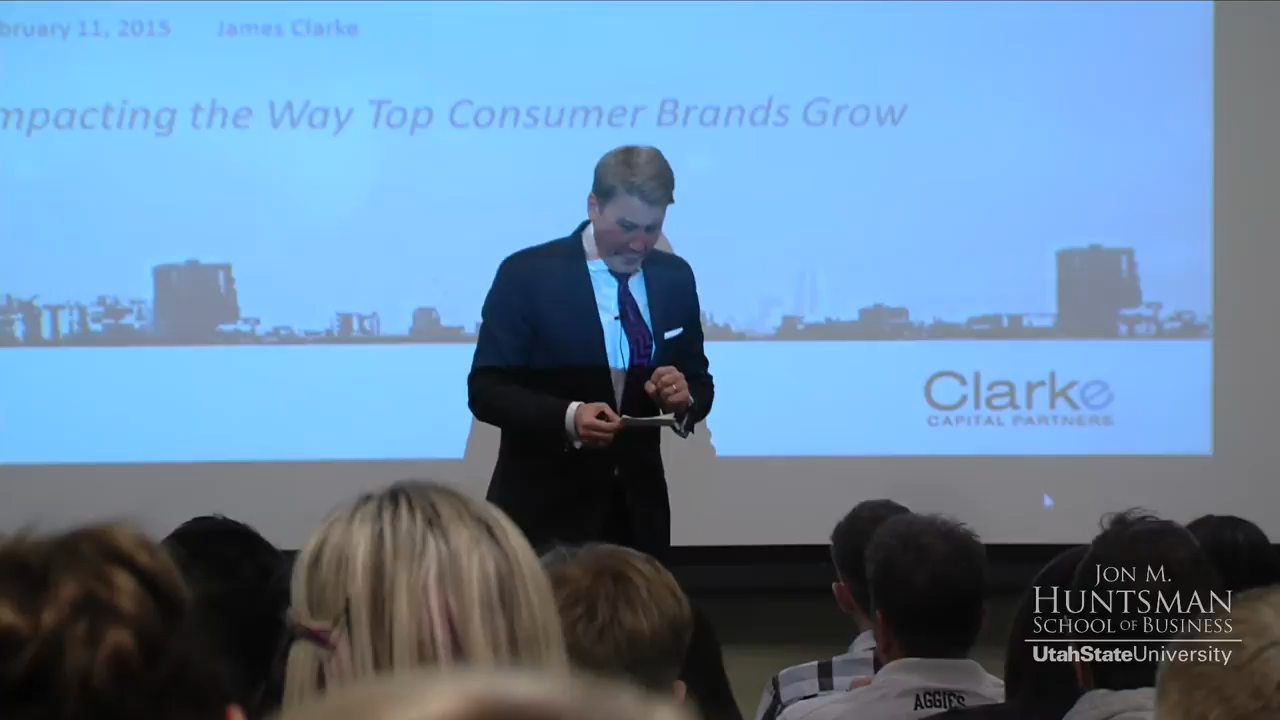 bruary 11, 2015 James Clarke
mpacting the Way Top Consumer Brands Grow
Clarke
CAPITAL PARTNERS
JON M.
HUNTSMAN
SCHOOL OF BUSINESS
UtahStateUniversity
AGGIES